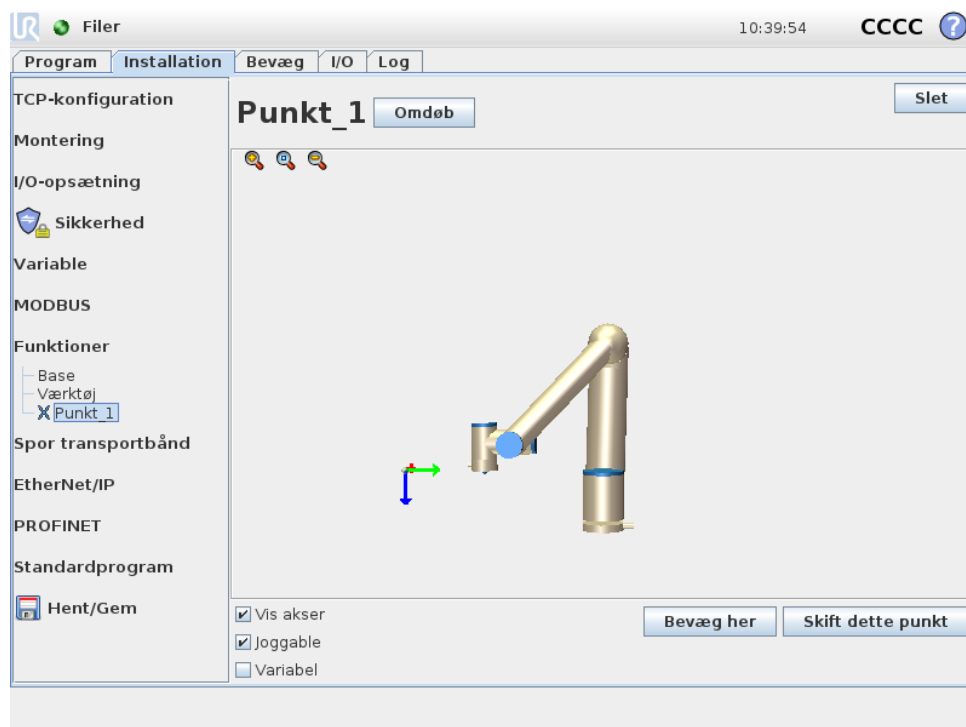 UR Filer 10:39:54 CCCC ?
Program Installation Bevæg I/O Log
TCP-konfiguration
Montering
I/O-opsætning
Sikkerhed
Variable
MODBUS
Funktioner
Base
Værktøj
Punkt_1
Spor transportbånd
EtherNet/IP
PROFINET
Standardprogram
Hent/Gem
Punkt_1 Omdøb Slet
Vis akser
Joggable
Variabel
Bevæg her Skift dette punkt